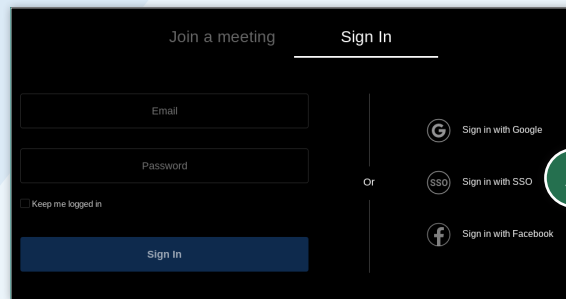 Join a meeting
Sign In
Email
Password
Keep me logged in
Sign In
Or
G
Sign in with Google
SSO
Sign in with SSO
f
Sign in with Facebook